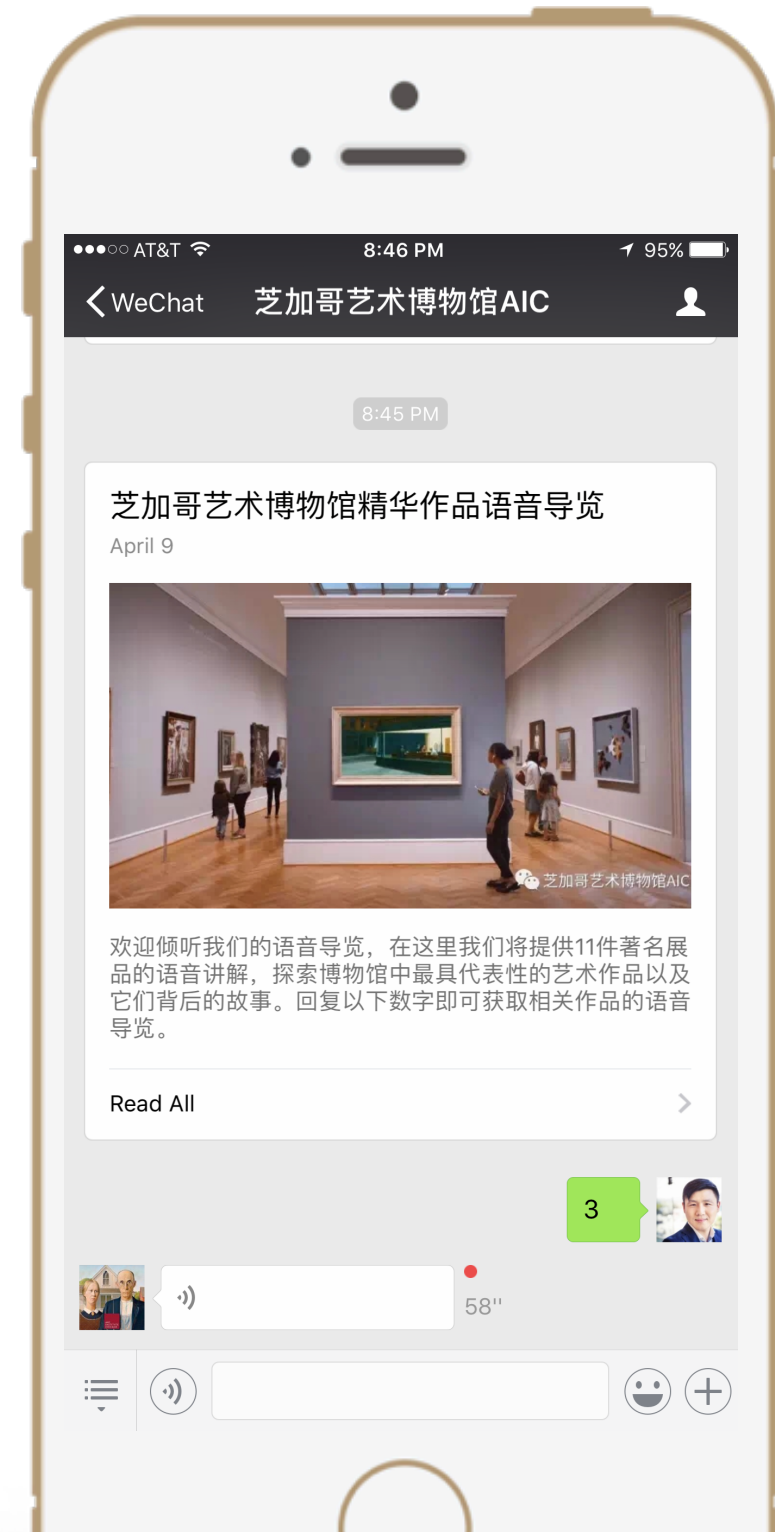 AT&T 8:46 PM 95%
WeChat 芝加哥艺术博物馆AIC
8:45 PM
芝加哥艺术博物馆精华作品语音导览
April 9
芝加哥艺术博物馆AIC
欢迎倾听我们的语音导览，在这里我们将提供11件著名展
品的语音讲解，探索博物馆中最具代表性的艺术作品以及
它们背后的故事。回复以下数字即可获取相关作品的语音
导览。
Read All
3
58''